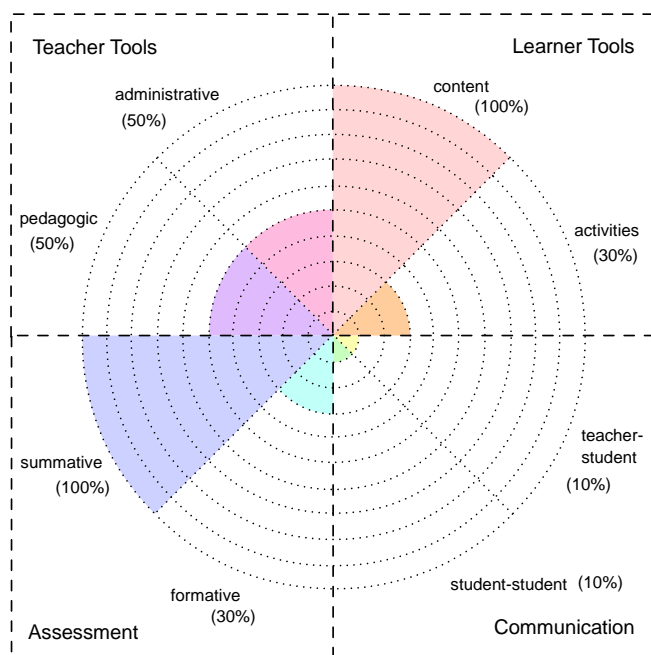 Teacher Tools
Learner Tools
administrative
(50%)
content
(100%)
pedagogic
(50%)
activities
(30%)
summative
(100%)
teacher-
student
(10%)
formative
(30%)
student-student (10%)
Assessment
Communication